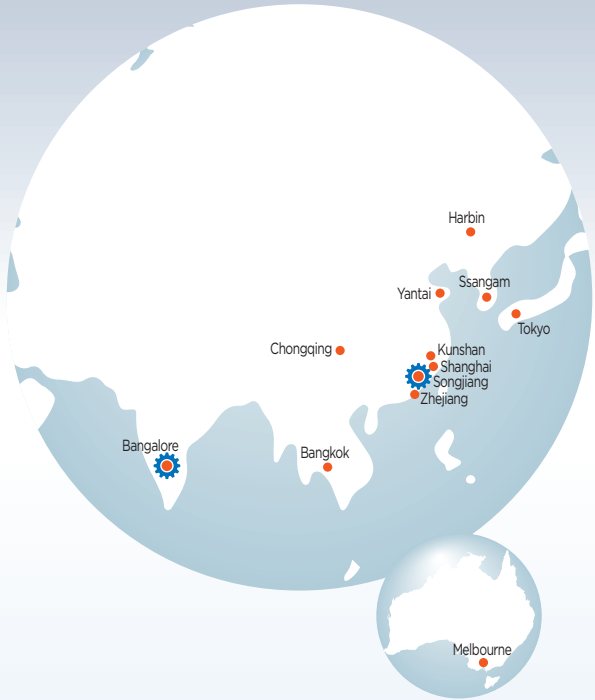 Harbin
Ssangam
Yantai
Tokyo
Chongqing
Kunshan
Shanghai
Songjiang
Zhejiang
Bangalore
Bangkok
Melbourne